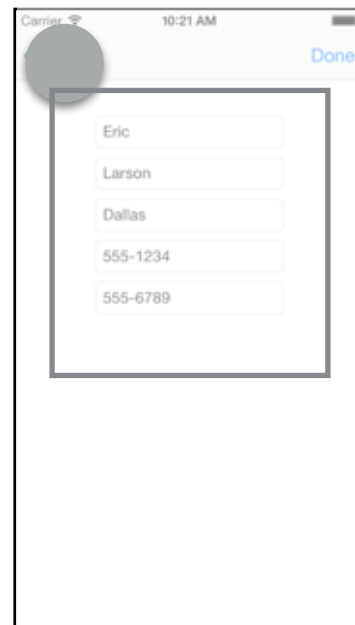 Carrier 10:21 AM
Done
Eric
Larson
Dallas
555-1234
555-6789